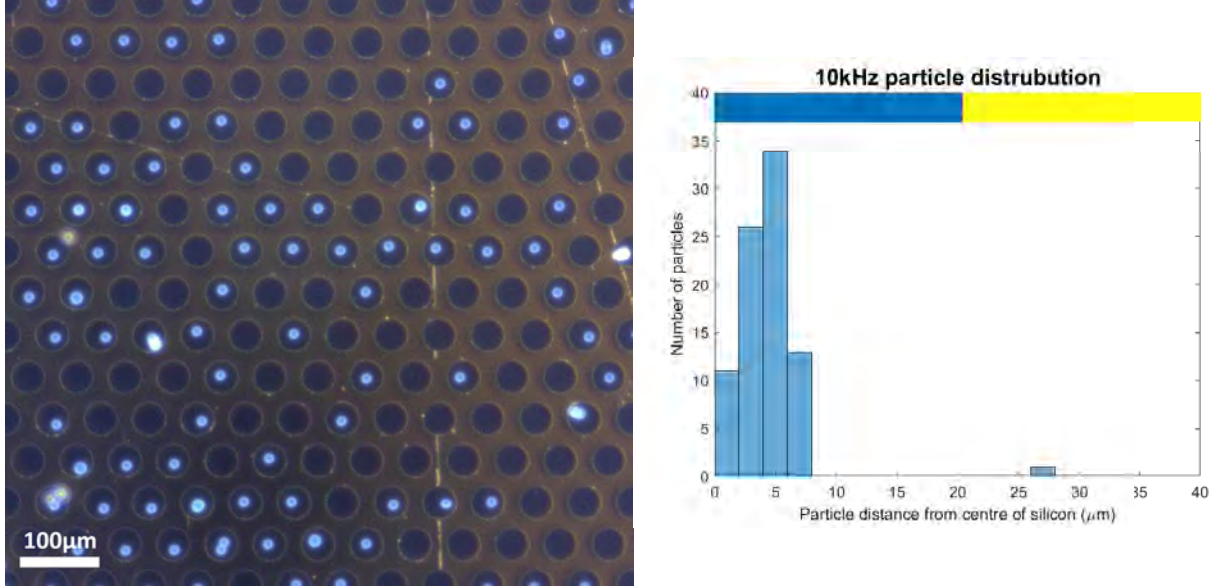 100μm
10kHz particle distrubution
40
35
30
25
20
15
10
5
0
Number of particles
0 5 10 15 20 25 30 35 40
Particle distance from centre of silicon (μm)